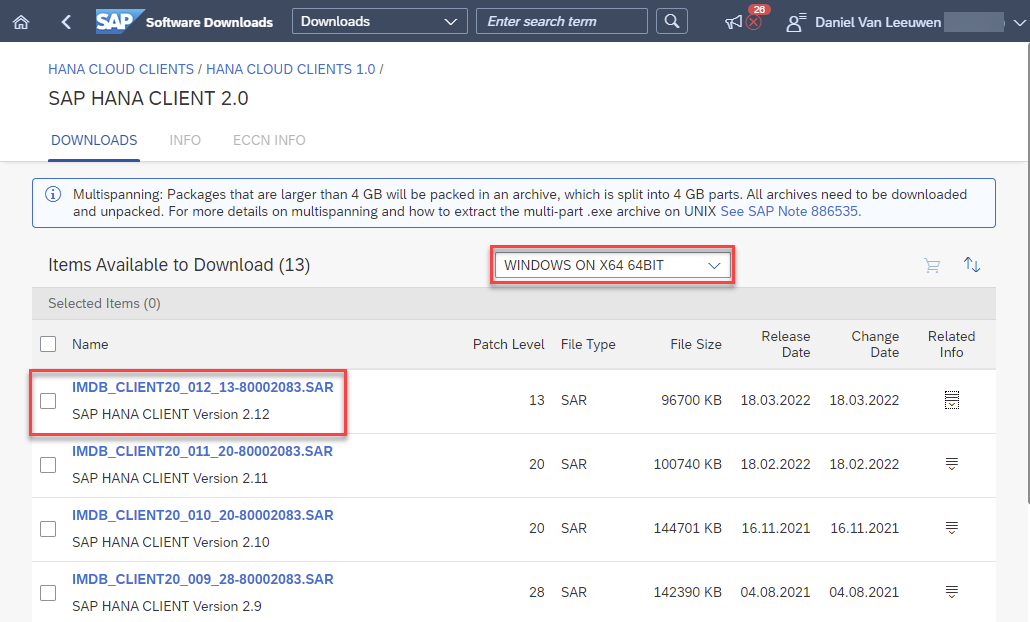 SAP Software Downloads Downloads Enter search term 26 Daniel Van Leeuwen
HANA CLOUD CLIENTS / HANA CLOUD CLIENTS 1.0 /
SAP HANA CLIENT 2.0
DOWNLOADS INFO ECCN INFO
Multispanning: Packages that are larger than 4 GB will be packed in an archive, which is split into 4 GB parts. All archives need to be downloaded
and unpacked. For more details on multispanning and how to extract the multi-part .exe archive on UNIX See SAP Note 886535.
Items Available to Download (13) WINDOWS ON X64 64BIT
Selected Items (0)
Name Patch Level File Type File Size Release Date Change Date Related Info
IMDB_CLIENT20_012_13-80002083.SAR
SAP HANA CLIENT Version 2.12
13 SAR 96700 KB 18.03.2022 18.03.2022
IMDB_CLIENT20_011_20-80002083.SAR
SAP HANA CLIENT Version 2.11
20 SAR 100740 KB 18.02.2022 18.02.2022
IMDB_CLIENT20_010_20-80002083.SAR
SAP HANA CLIENT Version 2.10
20 SAR 144701 KB 16.11.2021 16.11.2021
IMDB_CLIENT20_009_28-80002083.SAR
SAP HANA CLIENT Version 2.9
28 SAR 142390 KB 04.08.2021 04.08.2021